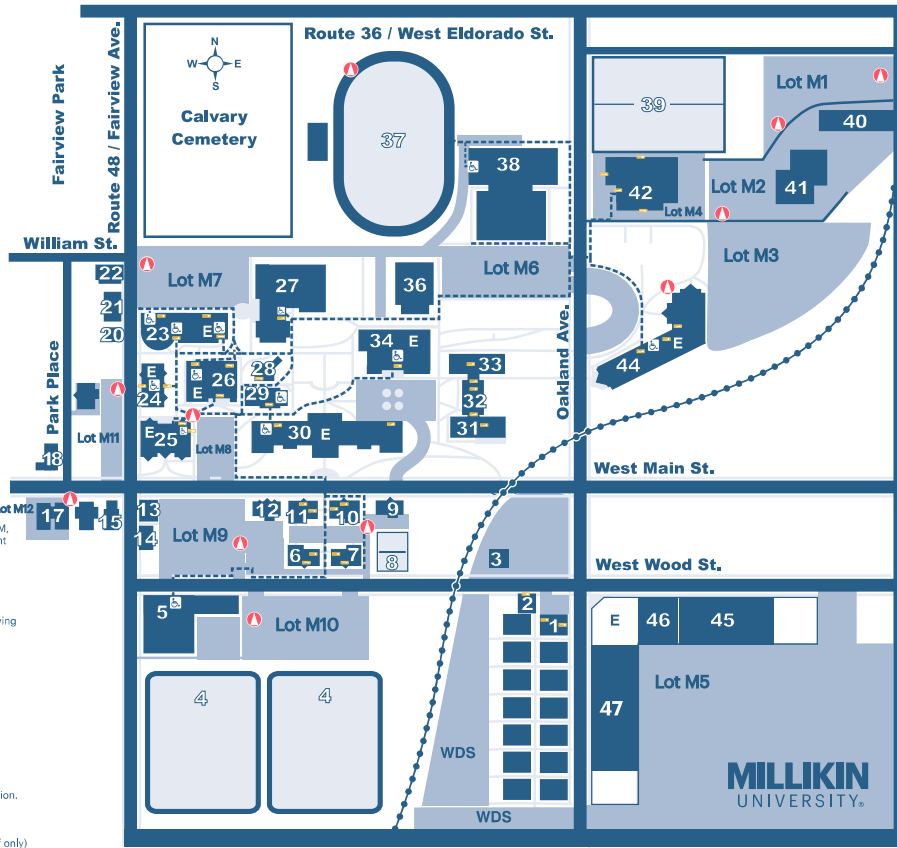 Route 36 / West Eldorado St.
Fairview Park
Route 48 / Fairview Ave.
N
W E
S
Calvary
Cemetery
37
38
39
Lot M1
40
42
Lot M2
41
Lot M4
William St.
Lot M7
Lot M6
Lot M3
22
21
20
27
36
23
E
34
E
28
33
Oakland Ave.
44
E
Park Place
E
24
26
E
29
32
Lot M11
E
25
Lot M8
30
E
31
18
West Main St.
Lot M12
17
15
13
14
Lot M9
12
11
10
9
M,
nt
6
7
8
3
West Wood St.
5
Lot M10
2
1
E
46
45
ving
4
4
47
Lot M5
WDS
MILLIKIN
UNIVERSITY®
tion.
WDS
f only)